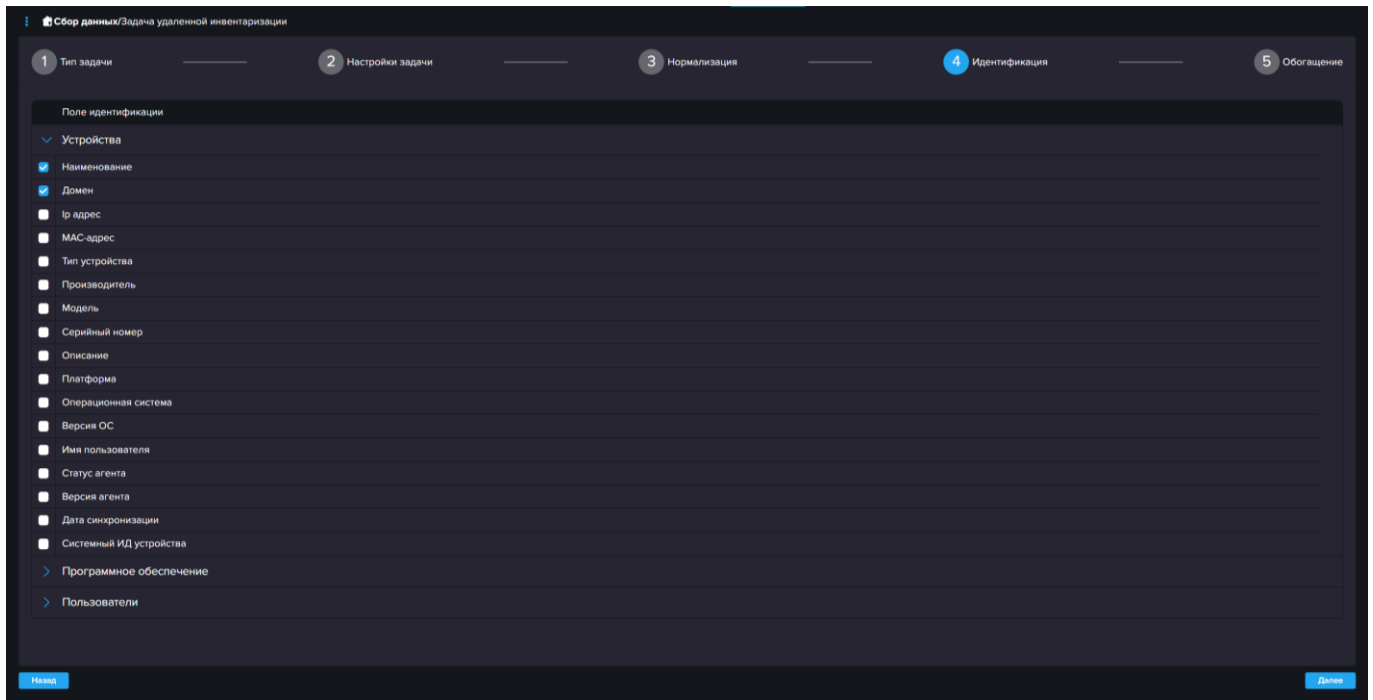 Сбор данных/Задача удаленной инвентаризации
1 Тип задачи 2 Настройки задачи 3 Нормализация 4 Идентификация 5 Обогащение
Поле идентификации
Устройства
Наименование
Домен
Ip адрес
MAC-адрес
Тип устройства
Производитель
Модель
Серийный номер
Описание
Платформа
Операционная система
Версия ОС
Имя пользователя
Статус агента
Версия агента
Дата синхронизации
Системный ИД устройства
Программное обеспечение
Пользователи
Назад Далее